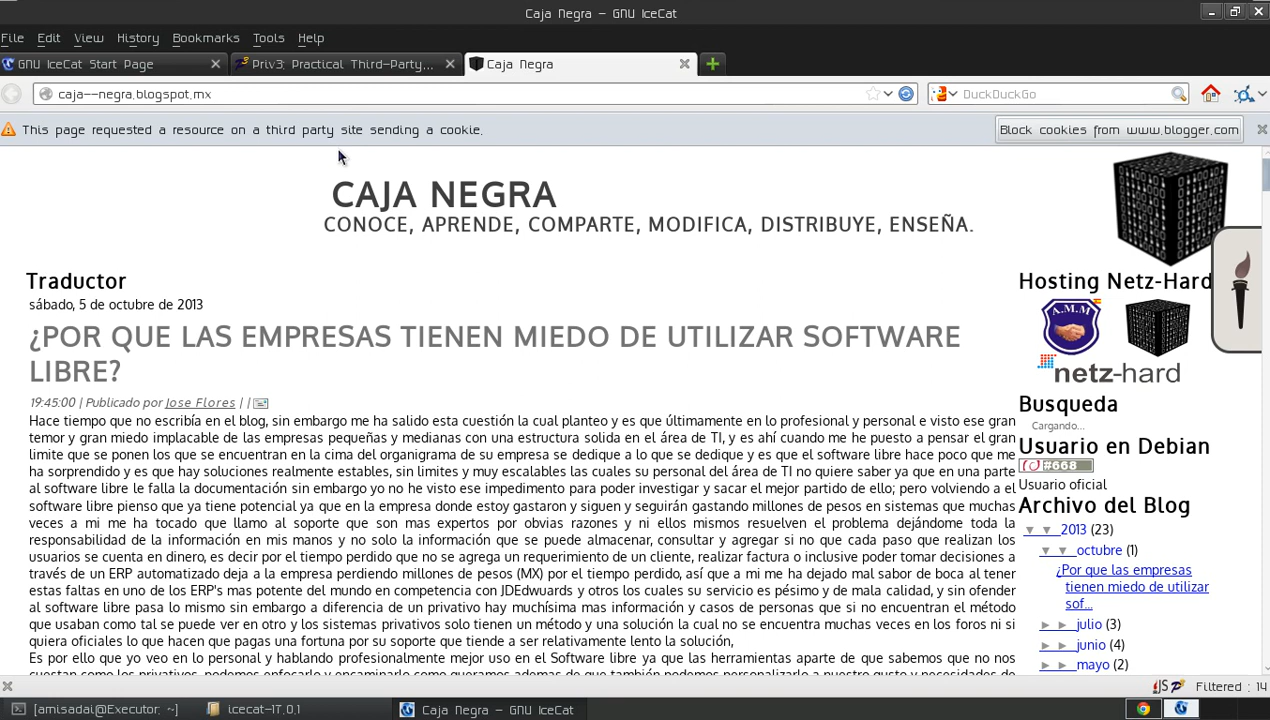 Caja Negra - GNU IceCat
File Edit View History Bookmarks Tools Help
GNU IceCat Start Page
Priv3: Practical Third-Party...
Caja Negra
caja--negra.blogspot.mx
DuckDuckGo
This page requested a resource on a third party site sending a cookie.
Block cookies from www.blogger.com
CAJA NEGRA
CONOCE, APRENDE, COMPARTE, MODIFICA, DISTRIBUYE, ENSEÑA.
Traductor
sábado, 5 de octubre de 2013
¿POR QUE LAS EMPRESAS TIENEN MIEDO DE UTILIZAR SOFTWARE
LIBRE?
19:45:00 | Publicado por Jose Flores | |
Hace tiempo que no escribía en el blog, sin embargo me ha salido esta cuestión la cual planteo y es que últimamente en lo profesional y personal e visto ese gran
temor y gran miedo implacable de las empresas pequeñas y medianas con una estructura solida en el área de TI, y es ahí cuando me he puesto a pensar el gran
limite que se ponen los que se encuentran en la cima del organigrama de su empresa se dedique a lo que se dedique y es que el software libre hace poco que me
ha sorprendido y es que hay soluciones realmente estables, sin limites y muy escalables las cuales su personal del área de TI no quiere saber ya que en una parte
al software libre le falla la documentación sin embargo yo no he visto ese impedimento para poder investigar y sacar el mejor partido de ello; pero volviendo a el
software libre pienso que ya tiene potencial ya que en la empresa donde estoy gastaron y siguen y seguirán gastando millones de pesos en sistemas que muchas
veces a mi me ha tocado que llamo al soporte que son mas expertos por obvias razones y ni ellos mismos resuelven el problema dejándome toda la
responsabilidad de la información en mis manos y no solo la información que se puede almacenar, consultar y agregar si no que cada paso que realizan los
usuarios se cuenta en dinero, es decir por el tiempo perdido que no se agrega un requerimiento de un cliente, realizar factura o inclusive poder tomar decisiones a
través de un ERP automatizado deja a la empresa perdiendo millones de pesos (MX) por el tiempo perdido, así que a mi me ha dejado mal sabor de boca al tener
estas faltas en uno de los ERP's mas potente del mundo en competencia con JDEdwards y otros los cuales su servicio es pésimo y de mala calidad, y sin ofender
al software libre pasa lo mismo sin embargo a diferencia de un privativo hay muchísima mas información y casos de personas que si no encuentran el método
que usaban como tal se puede ver en otro y los sistemas privativos solo tienen un método y una solución la cual no se encuentra muchas veces en los foros ni si
quiera oficiales lo que hacen que pagas una fortuna por su soporte que tiende a ser relativamente lento la solución,
Es por ello que yo veo en lo personal y hablando profesionalmente mejor uso en el Software libre ya que las herramientas aparte de que sabemos que no nos
cuestan como los privativos, podemos enfocarlo y encaminarlo como queramos ademas de que también podemos personalizarlo a nuestro gusto y necesidades de
Hosting Netz-Hard
A.M.M
netz-hard
Busqueda
Cargando...
Usuario en Debian
#668
Usuario oficial
Archivo del Blog
▼ ▼ 2013 (23)
▼ ▼ octubre (1)
¿Por que las empresas
tienen miedo de utilizar
sof...
► ► julio (3)
► ► junio (4)
► ► mayo (2)
JS
Filtered : 14
[amisadai@Executor: ~]
icecat-17.0.1
Caja Negra - GNU IceCat